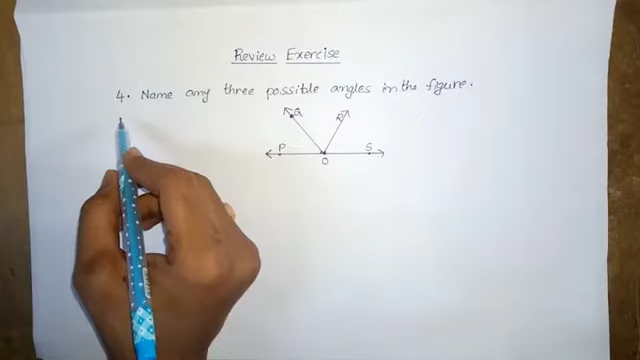 Review Exercise
4. Name any three possible angles in the figure.
Q R
P S
O